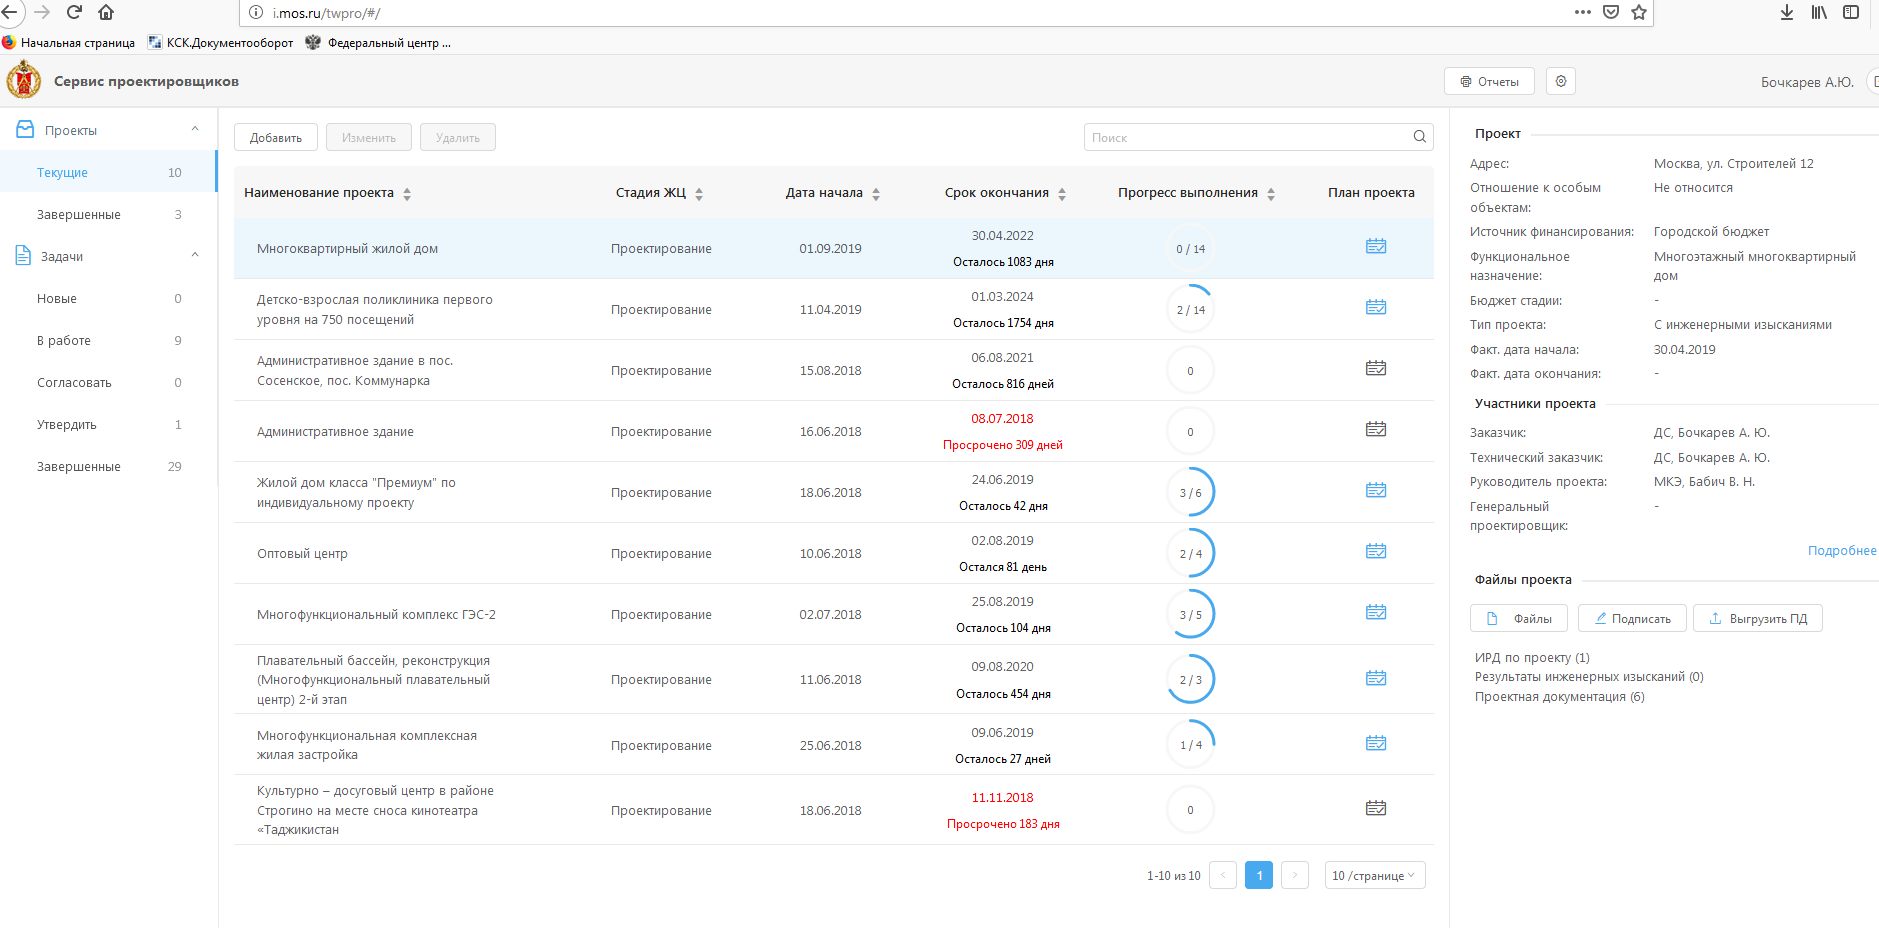 i.mos.ru/twpro/#/
Начальная страница КСК.Документооборот Федеральный центр ...
Сервис проектировщиков
Отчеты
Бочкарев А.Ю.
Проекты
Текущие 10
Завершенные 3
Задачи
Новые 0
В работе 9
Согласовать 0
Утвердить 1
Завершенные 29
Добавить Изменить Удалить Поиск
Наименование проекта Стадия ЖЦ Дата начала Срок окончания Прогресс выполнения План проекта
Многоквартирный жилой дом Проектирование 01.09.2019 30.04.2022 0 / 14
Осталось 1083 дня
Детско-взрослая поликлиника первого
уровня на 750 посещений Проектирование 11.04.2019 01.03.2024 2 / 14
Осталось 1754 дня
Административное здание в пос.
Сосенское, пос. Коммунарка Проектирование 15.08.2018 06.08.2021 0
Осталось 816 дней
Административное здание Проектирование 16.06.2018 08.07.2018 0
Просрочено 309 дней
Жилой дом класса "Премиум" по
индивидуальному проекту Проектирование 18.06.2018 24.06.2019 3 / 6
Осталось 42 дня
Оптовый центр Проектирование 10.06.2018 02.08.2019 2 / 4
Остался 81 день
Многофункциональный комплекс ГЭС-2 Проектирование 02.07.2018 25.08.2019 3 / 5
Осталось 104 дня
Плавательный бассейн, реконструкция
(Многофункциональный плавательный
центр) 2-й этап Проектирование 11.06.2018 09.08.2020 2 / 3
Осталось 454 дня
Многофункциональная комплексная
жилая застройка Проектирование 25.06.2018 09.06.2019 1 / 4
Осталось 27 дней
Культурно – досуговый центр в районе
Строгино на месте сноса кинотеатра
«Таджикистан Проектирование 18.06.2018 11.11.2018 0
Просрочено 183 дня
1-10 из 10 < 1 > 10 /странице
Проект
Адрес: Москва, ул. Строителей 12
Отношение к особым Не относится
объектам:
Источник финансирования: Городской бюджет
Функциональное Многоэтажный многоквартирный
назначение: дом
Бюджет стадии: -
Тип проекта: С инженерными изысканиями
Факт. дата начала: 30.04.2019
Факт. дата окончания: -
Участники проекта
Заказчик: ДС, Бочкарев А. Ю.
Технический заказчик: ДС, Бочкарев А. Ю.
Руководитель проекта: МКЭ, Бабич В. Н.
Генеральный -
проектировщик:
Подробнее
Файлы проекта
Файлы Подписать Выгрузить ПД
ИРД по проекту (1)
Результаты инженерных изысканий (0)
Проектная документация (6)